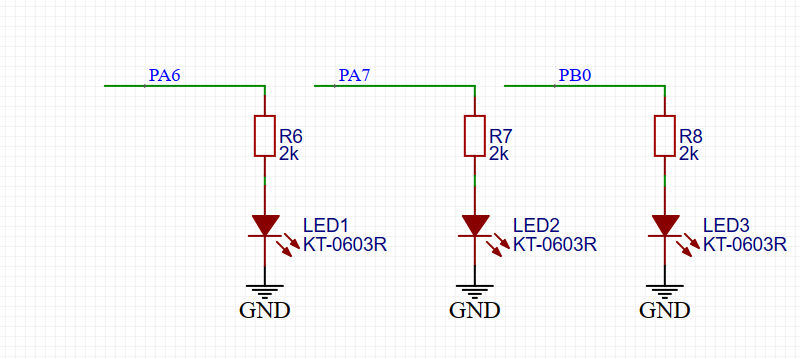 PA6
PA7
PB0
R6
2k
R7
2k
R8
2k
LED1
KT-0603R
LED2
KT-0603R
LED3
KT-0603R
GND
GND
GND